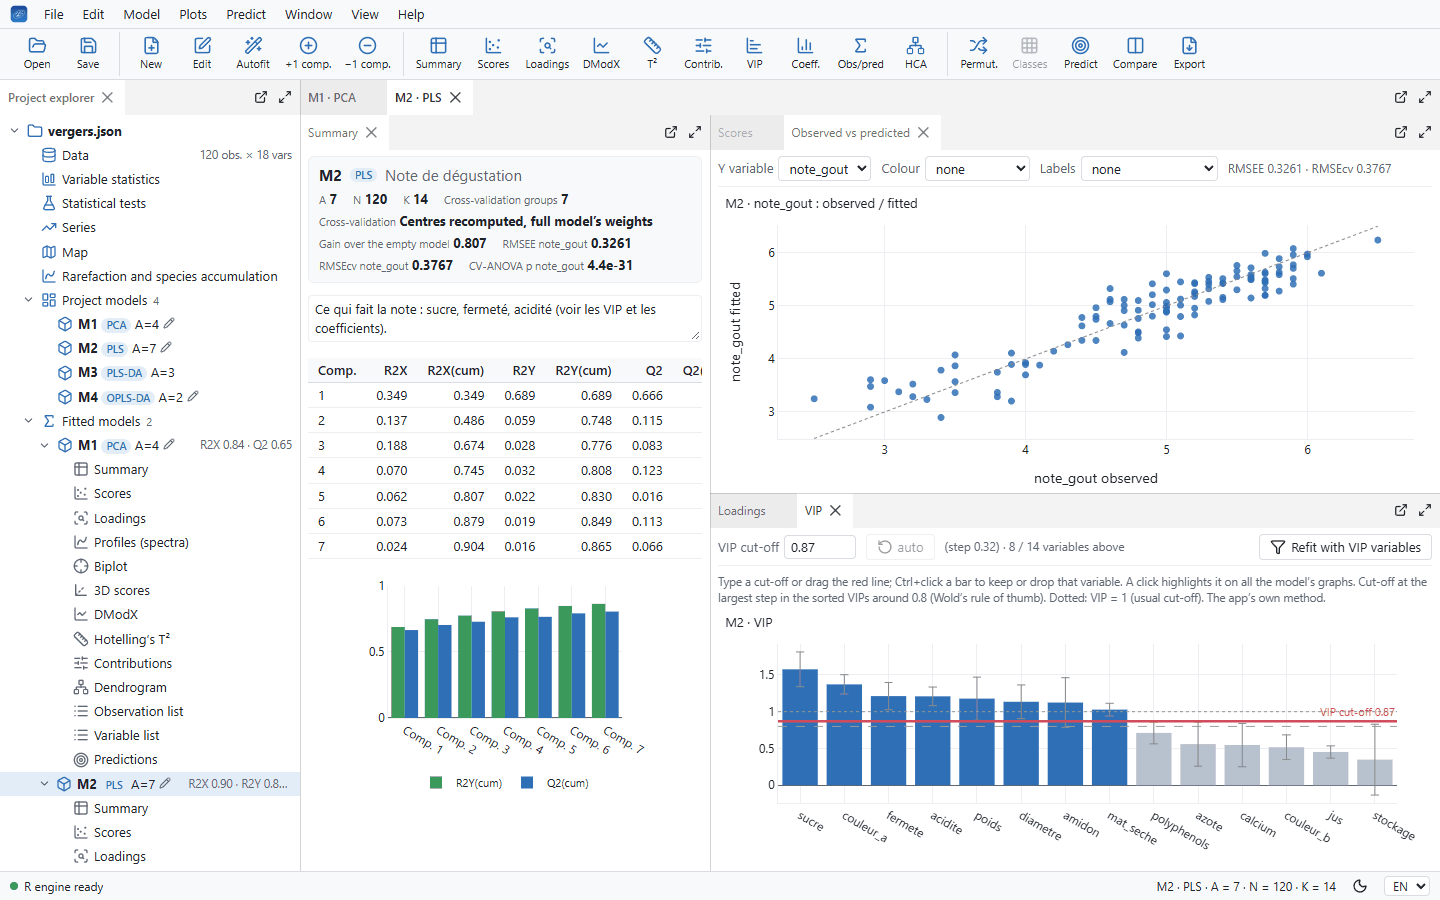 File Edit Model Plots Predict Window View Help
Open Save New Edit Autofit +1 comp. −1 comp. Summary Scores Loadings DModX T² Contrib. VIP Coeff. Obs/pred HCA Permut. Classes Predict Compare Export
Project explorer
vergers.json
Data 120 obs. × 18 vars
Variable statistics
Statistical tests
Series
Map
Rarefaction and species accumulation
Project models 4
M1 PCA A=4
M2 PLS A=7
M3 PLS-DA A=3
M4 OPLS-DA A=2
Fitted models 2
M1 PCA A=4 R2X 0.84 · Q2 0.65
Summary
Scores
Loadings
Profiles (spectra)
Biplot
3D scores
DModX
Hotelling's T²
Contributions
Dendrogram
Observation list
Variable list
Predictions
M2 PLS A=7 R2X 0.90 · R2Y 0.8...
Summary
Scores
Loadings
M1 · PCA M2 · PLS
Summary
M2 PLS Note de dégustation
A 7 N 120 K 14 Cross-validation groups 7
Cross-validation Centres recomputed, full model's weights
Gain over the empty model 0.807 RMSEE note_gout 0.3261
RMSEcv note_gout 0.3767 CV-ANOVA p note_gout 4.4e-31
Ce qui fait la note : sucre, fermeté, acidité (voir les VIP et les
coefficients).
Comp. R2X R2X(cum) R2Y R2Y(cum) Q2 Q2(
1 0.349 0.349 0.689 0.689 0.666
2 0.137 0.486 0.059 0.748 0.115
3 0.188 0.674 0.028 0.776 0.083
4 0.070 0.745 0.032 0.808 0.123
5 0.062 0.807 0.022 0.830 0.016
6 0.073 0.879 0.019 0.849 0.113
7 0.024 0.904 0.016 0.865 0.066
1
0.5
0
Comp. 1 Comp. 2 Comp. 3 Comp. 4 Comp. 5 Comp. 6 Comp. 7
R2Y(cum) Q2(cum)
Scores Observed vs predicted
Y variable note_gout Colour none Labels none RMSEE 0.3261 · RMSEcv 0.3767
M2 · note_gout : observed / fitted
note_gout fitted
6
5
4
3
3 4 5 6
note_gout observed
Loadings VIP
VIP cut-off 0.87 auto (step 0.32) · 8 / 14 variables above Refit with VIP variables
Type a cut-off or drag the red line; Ctrl+click a bar to keep or drop that variable. A click highlights it on all the model's graphs. Cut-off at the
largest step in the sorted VIPs around 0.8 (Wold's rule of thumb). Dotted: VIP = 1 (usual cut-off). The app's own method.
M2 · VIP
1.5
1
0.5
0
VIP cut-off 0.87
sucre couleur_a fermete acidite poids diametre amidon mat_seche polyphenols azote calcium couleur_b jus stockage
R engine ready
M2 · PLS · A = 7 · N = 120 · K = 14 EN